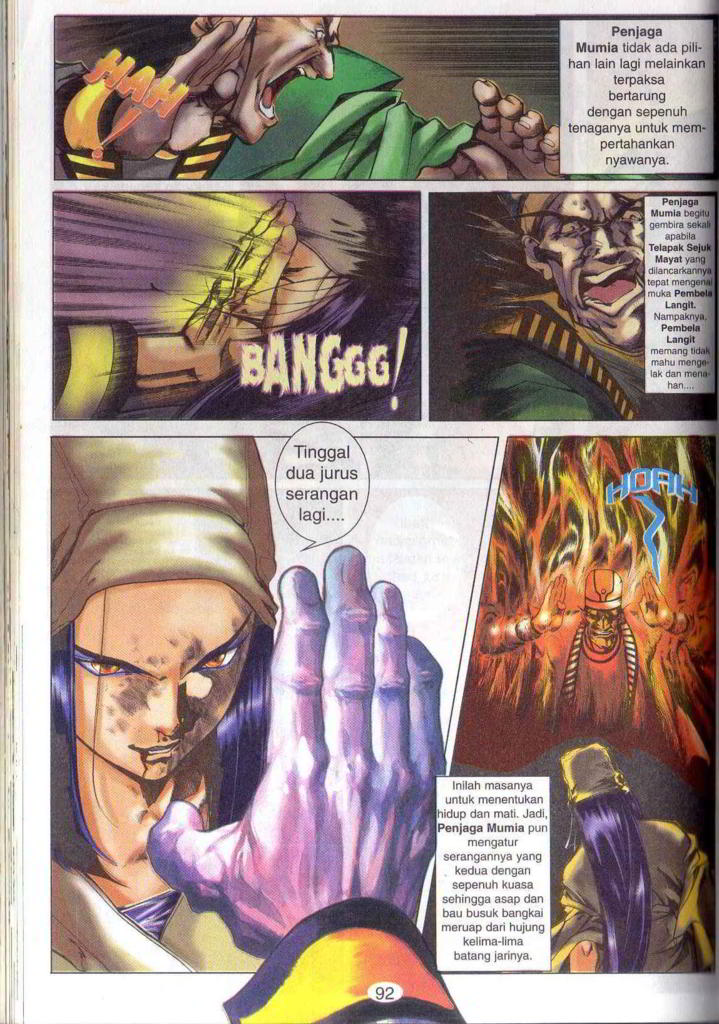 Penjaga
Mumia tidak ada pili-
han lain lagi melainkan
terpaksa
bertarung
dengan sepenuh
tenaganya untuk mem-
pertahankan
nyawanya.
HAH
!
BANGGG!
Penjaga
Mumia begitu
gembira sekali
apabila
Telapak Sejuk
Mayat yang
dilancarkannya
tepat mengenai
muka Pembela
Langit.
Nampaknya,
Pembela
Langit
memang tidak
mahu menge-
lak dan mena-
han....
Tinggal
dua jurus
serangan
lagi....
HOAH
Inilah masanya
untuk menentukan
hidup dan mati. Jadi,
Penjaga Mumia pun
mengatur
serangannya yang
kedua dengan
sepenuh kuasa
sehingga asap dan
bau busuk bangkai
meruap dari hujung
kelima-lima
batang jarinya.
92